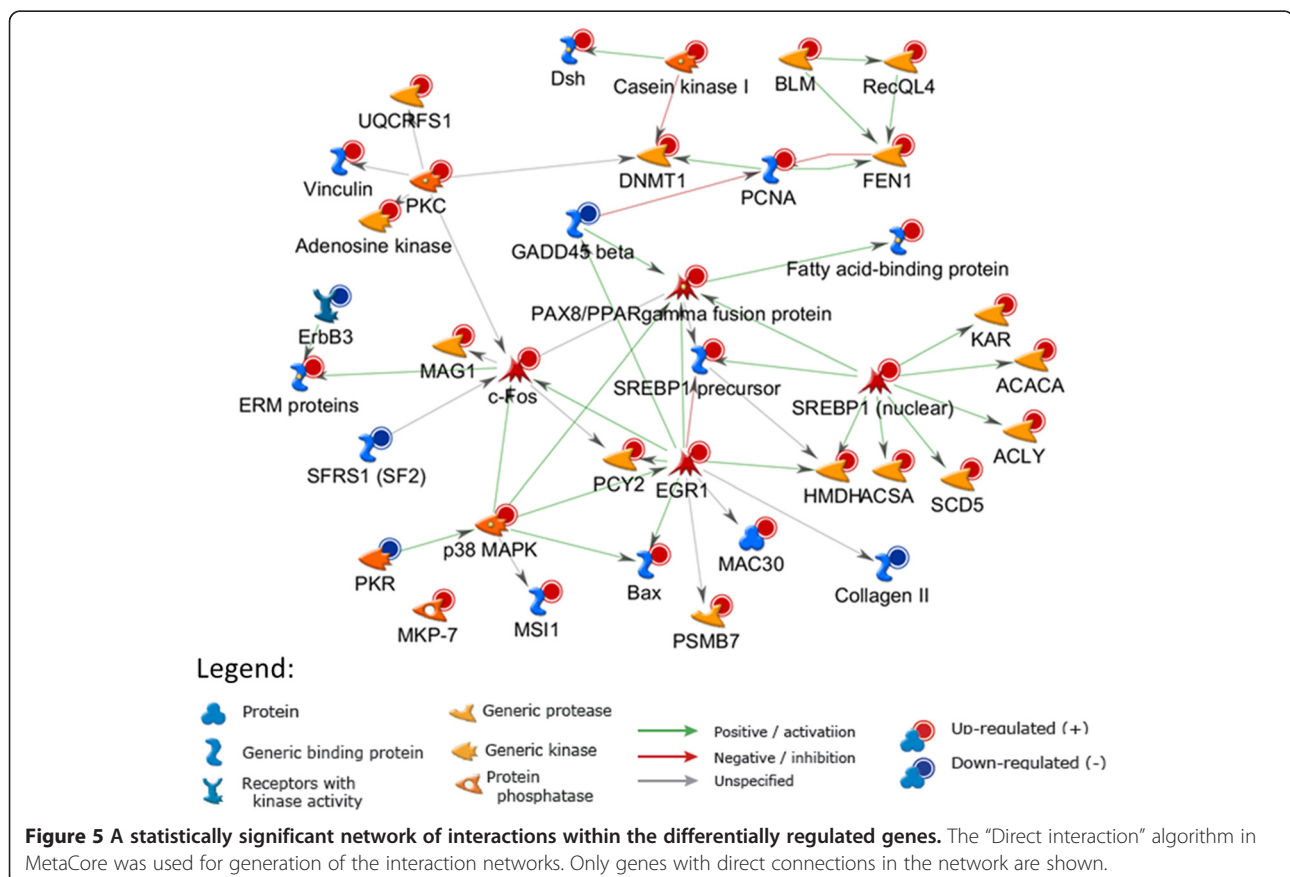 Dsh
Casein kinase I
BLM
RecQL4
UQCRFS1
Vinculin
PKC
DNMT1
PCNA
FEN1
Adenosine kinase
GADD45 beta
Fatty acid-binding protein
PAX8/PPARgamma fusion protein
ErbB3
KAR
MAG1
SREBP1 precursor
ACACA
ERM proteins
c-Fos
SREBP1 (nuclear)
ACLY
SFRS1 (SF2)
PCY2
EGR1
HMDH
ACSA
SCD5
p38 MAPK
PKR
MAC30
Bax
Collagen II
MKP-7
MSI1
PSMB7
Legend:
Protein
Generic binding protein
Receptors with
kinase activity
Generic protease
Generic kinase
Protein
phosphatase
Positive / activatiion
Negative / inhibition
Unspecified
Up-regulated (+)
Down-regulated (-)
Figure 5 A statistically significant network of interactions within the differentially regulated genes. The “Direct interaction” algorithm in
MetaCore was used for generation of the interaction networks. Only genes with direct connections in the network are shown.